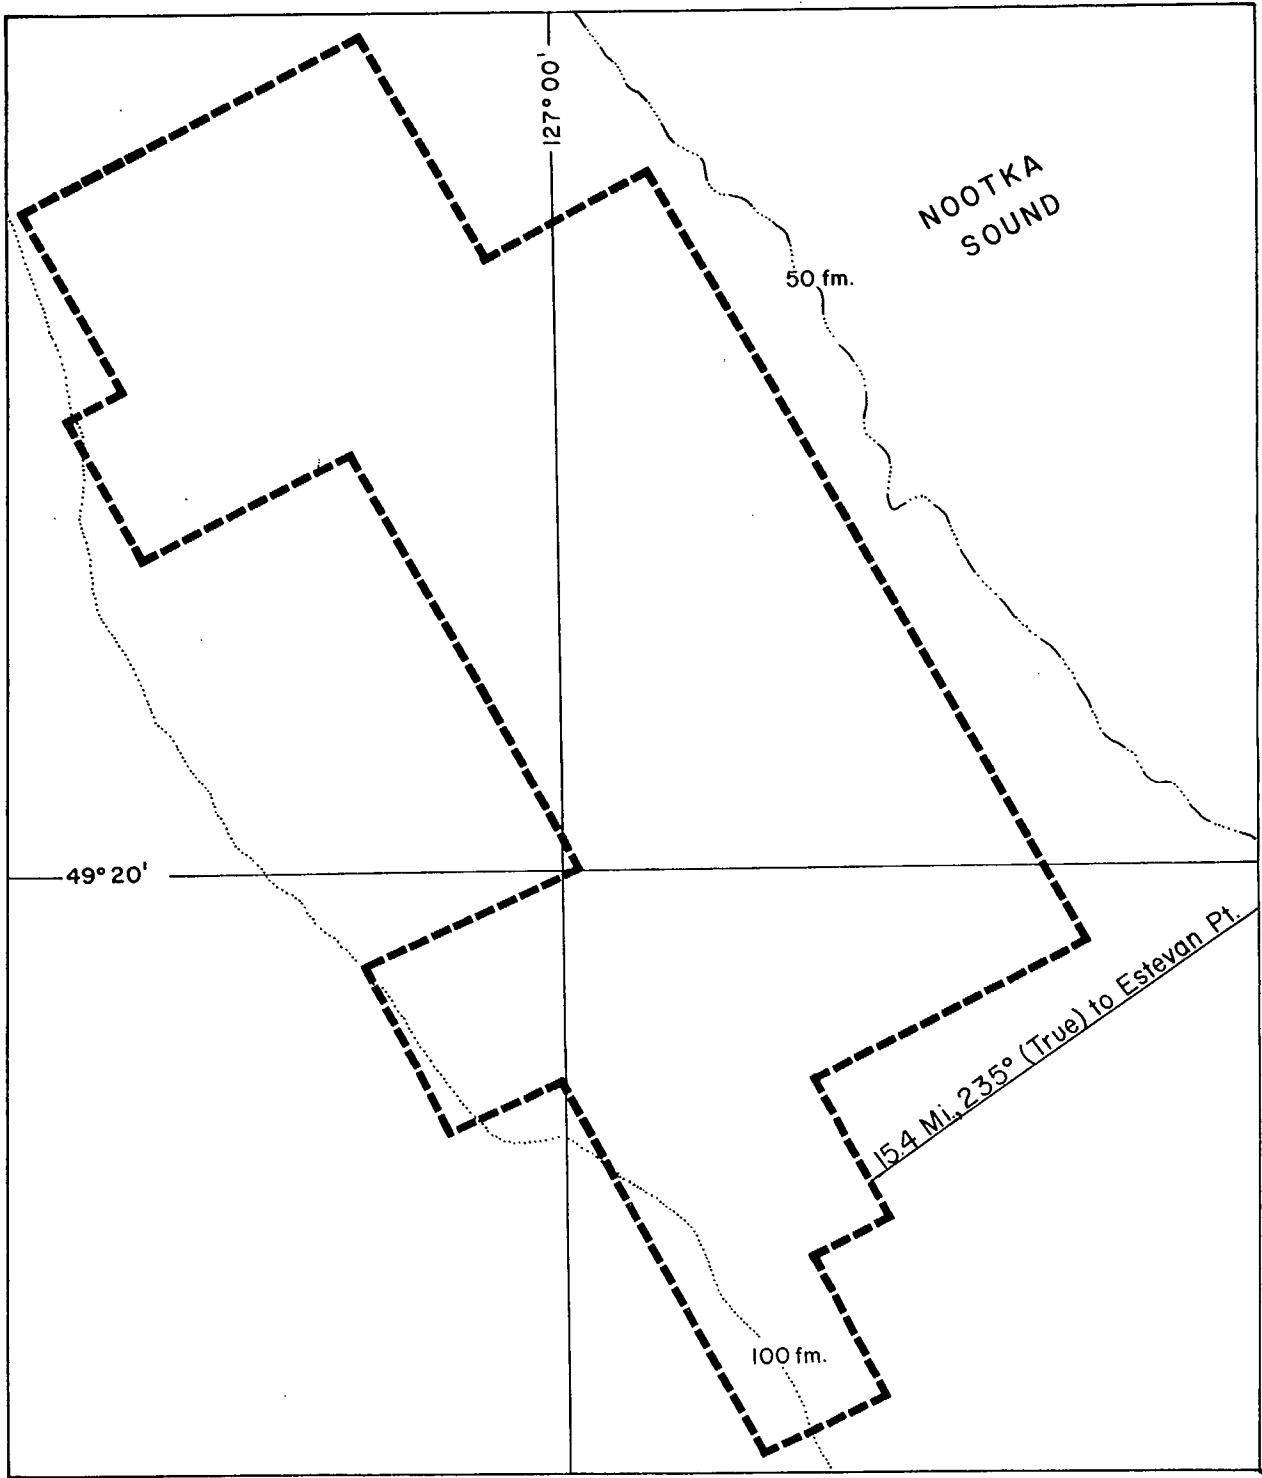 127° 00'
NOOTKA
SOUND
50 fm.
49° 20'
15.4 Mi., 235° (True) to Estevan Pt.
100 fm.